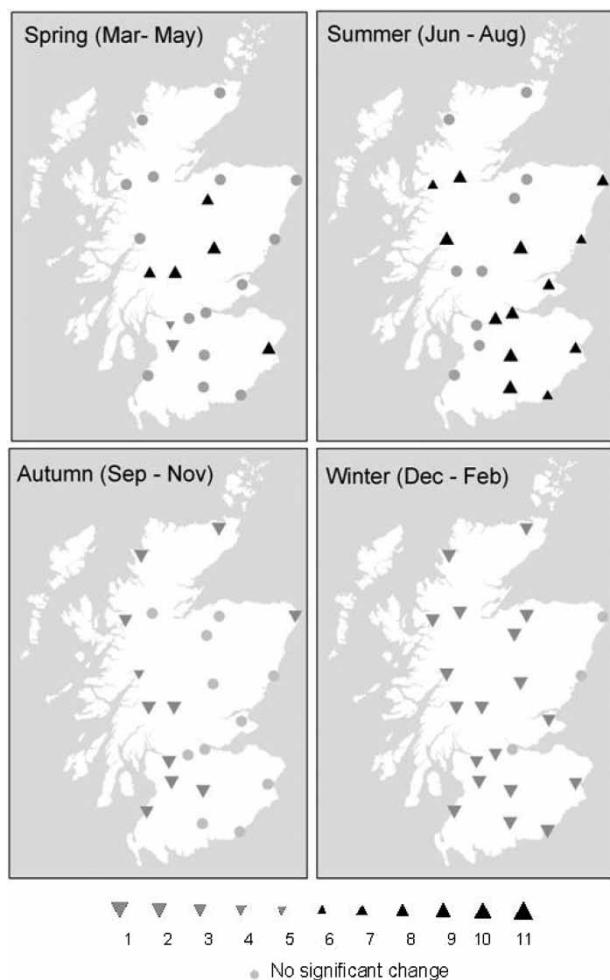 Spring (Mar- May)
Summer (Jun - Aug)
Autumn (Sep - Nov)
Winter (Dec - Feb)
1 2 3 4 5 6 7 8 9 10 11
No significant change